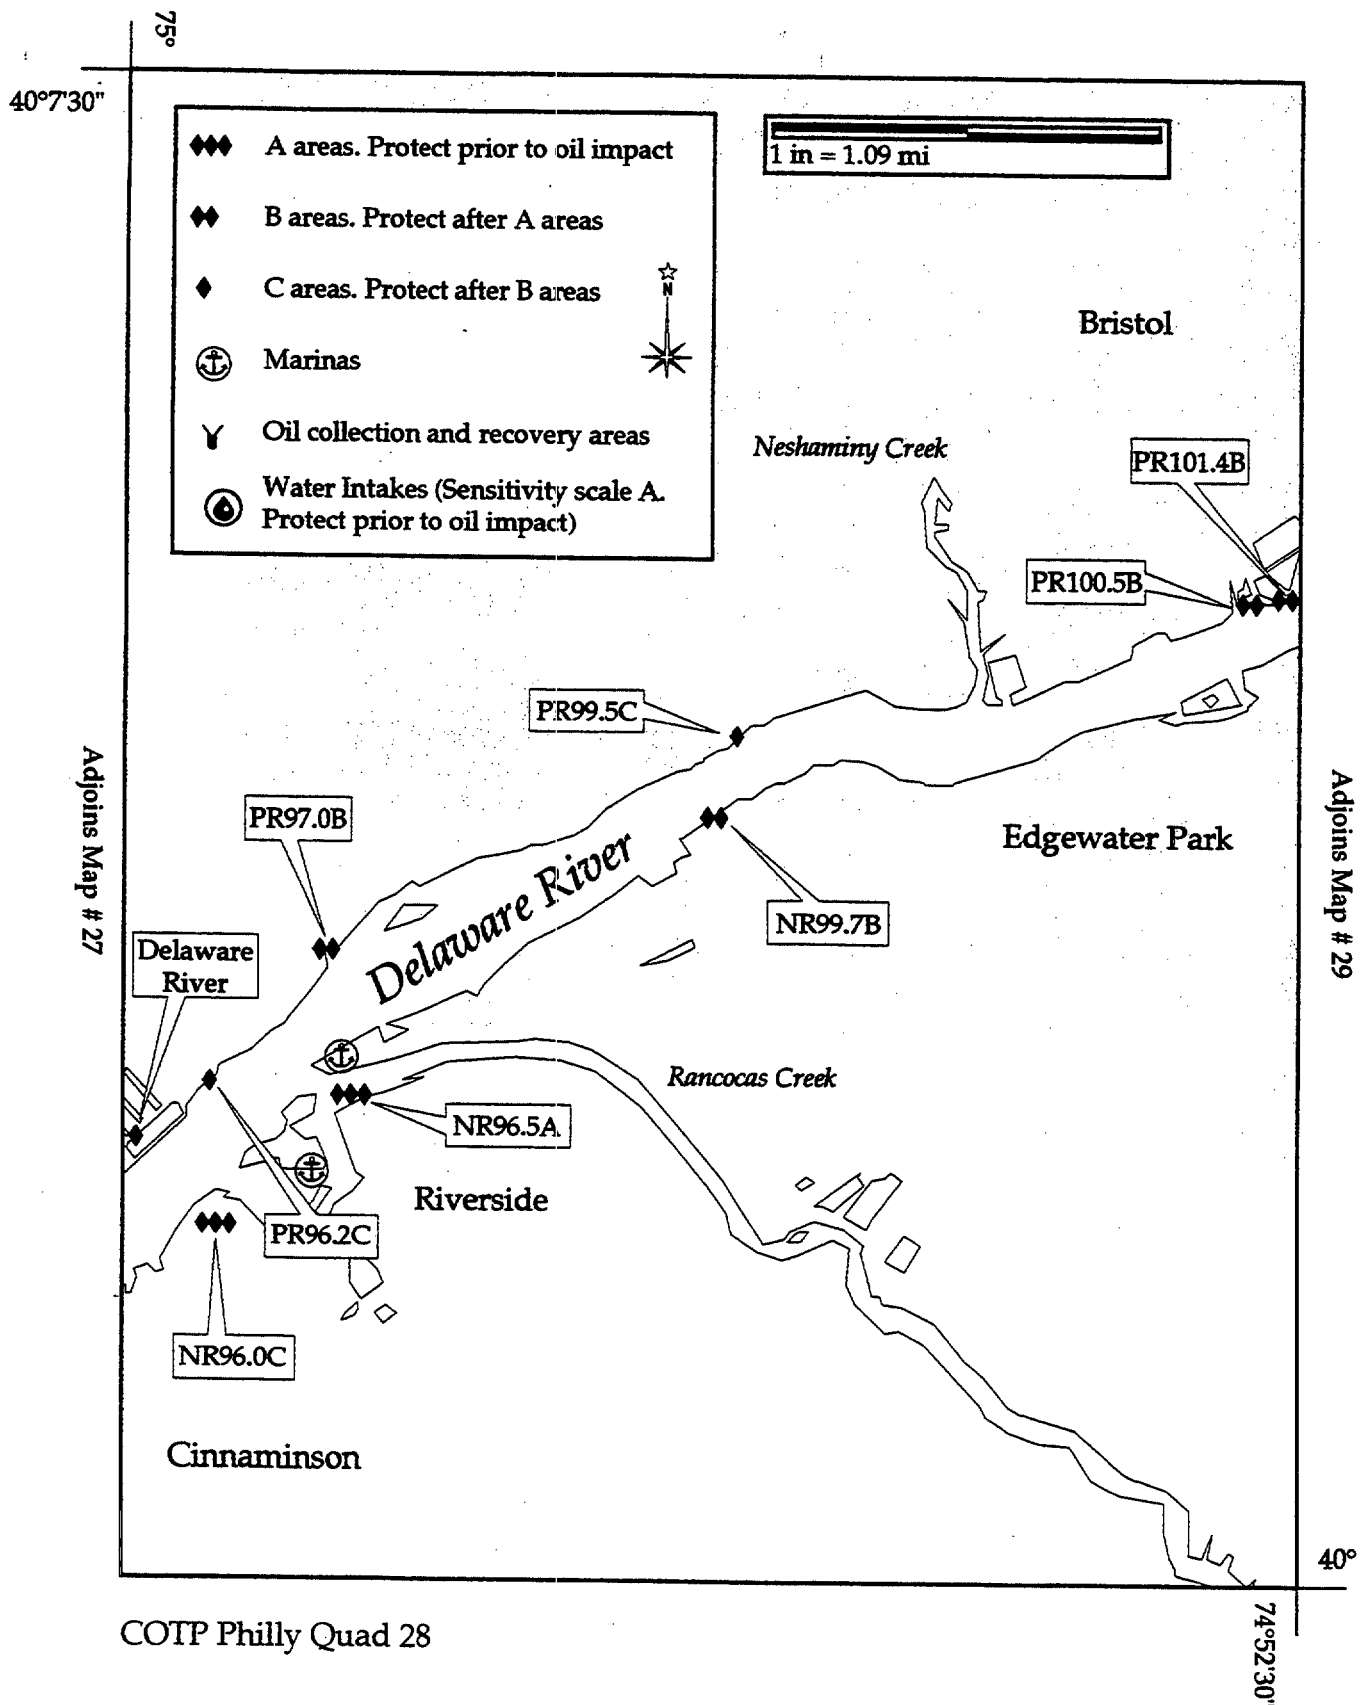 75°
40°7'30"
A areas. Protect prior to oil impact
B areas. Protect after A areas
C areas. Protect after B areas
N
Marinas
Oil collection and recovery areas
Water Intakes (Sensitivity scale A.
Protect prior to oil impact)
1 in = 1.09 mi
Bristol
Neshaminy Creek
PR101.4B
PR100.5B
PR99.5C
Adjoins Map # 27
Adjoins Map # 29
PR97.0B
Edgewater Park
Delaware River
NR99.7B
Delaware
River
Rancocas Creek
NR96.5A
Riverside
PR96.2C
NR96.0C
Cinnaminson
40°
COTP Philly Quad 28
74°52'30'